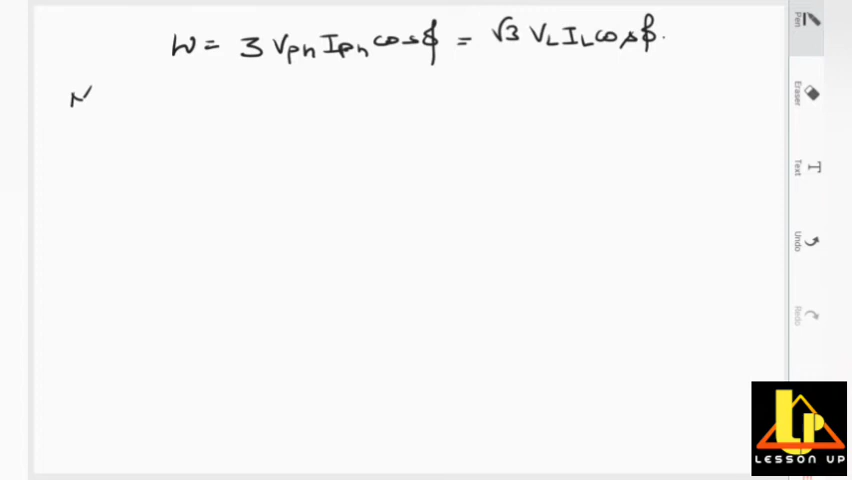 W = 3 Vph Iph cos φ = √3 VL IL cos φ.
N
Pen
Eraser
T
Text
Undo
Redo
LESSON UP